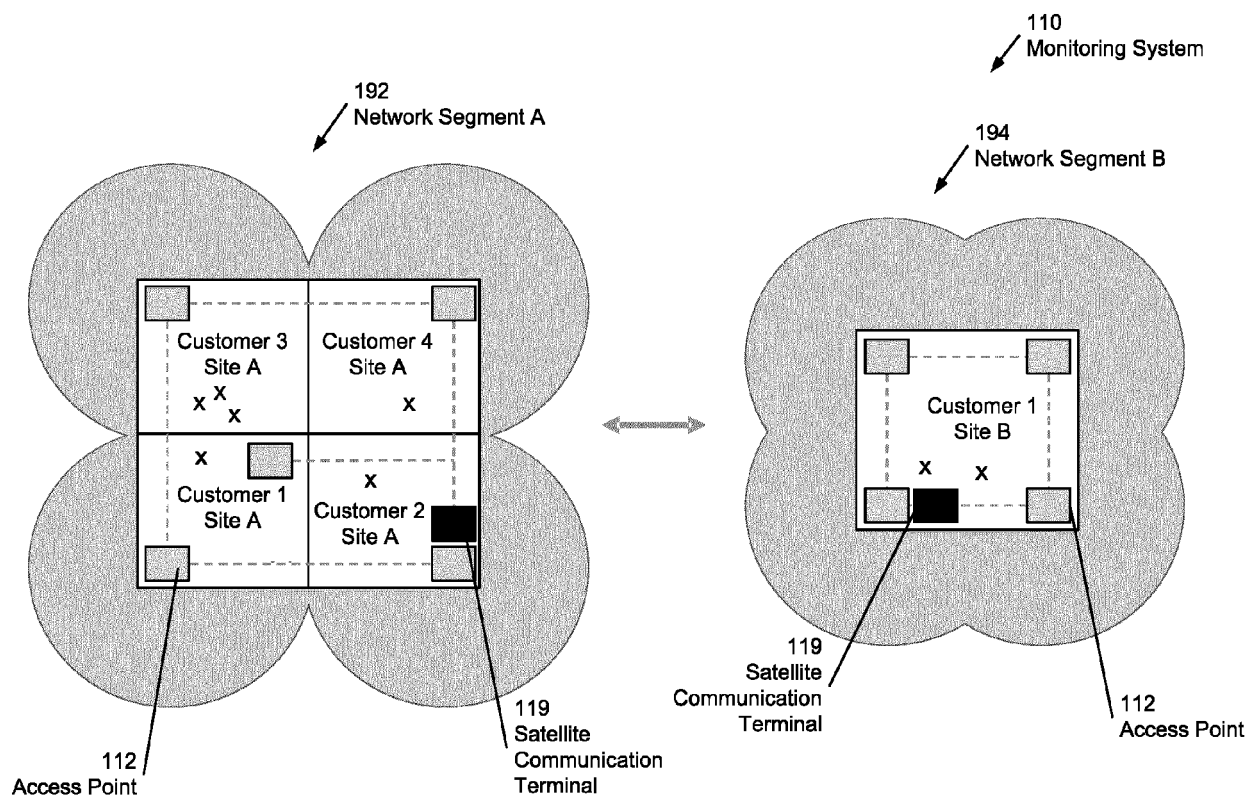 110
Monitoring System
192
Network Segment A
194
Network Segment B
Customer 3
Site A
x
x
x
Customer 4
Site A
x
x
Customer 1
Site A
x
Customer 2
Site A
Customer 1
Site B
x
x
112
Access Point
119
Satellite
Communication
Terminal
119
Satellite
Communication
Terminal
112
Access Point